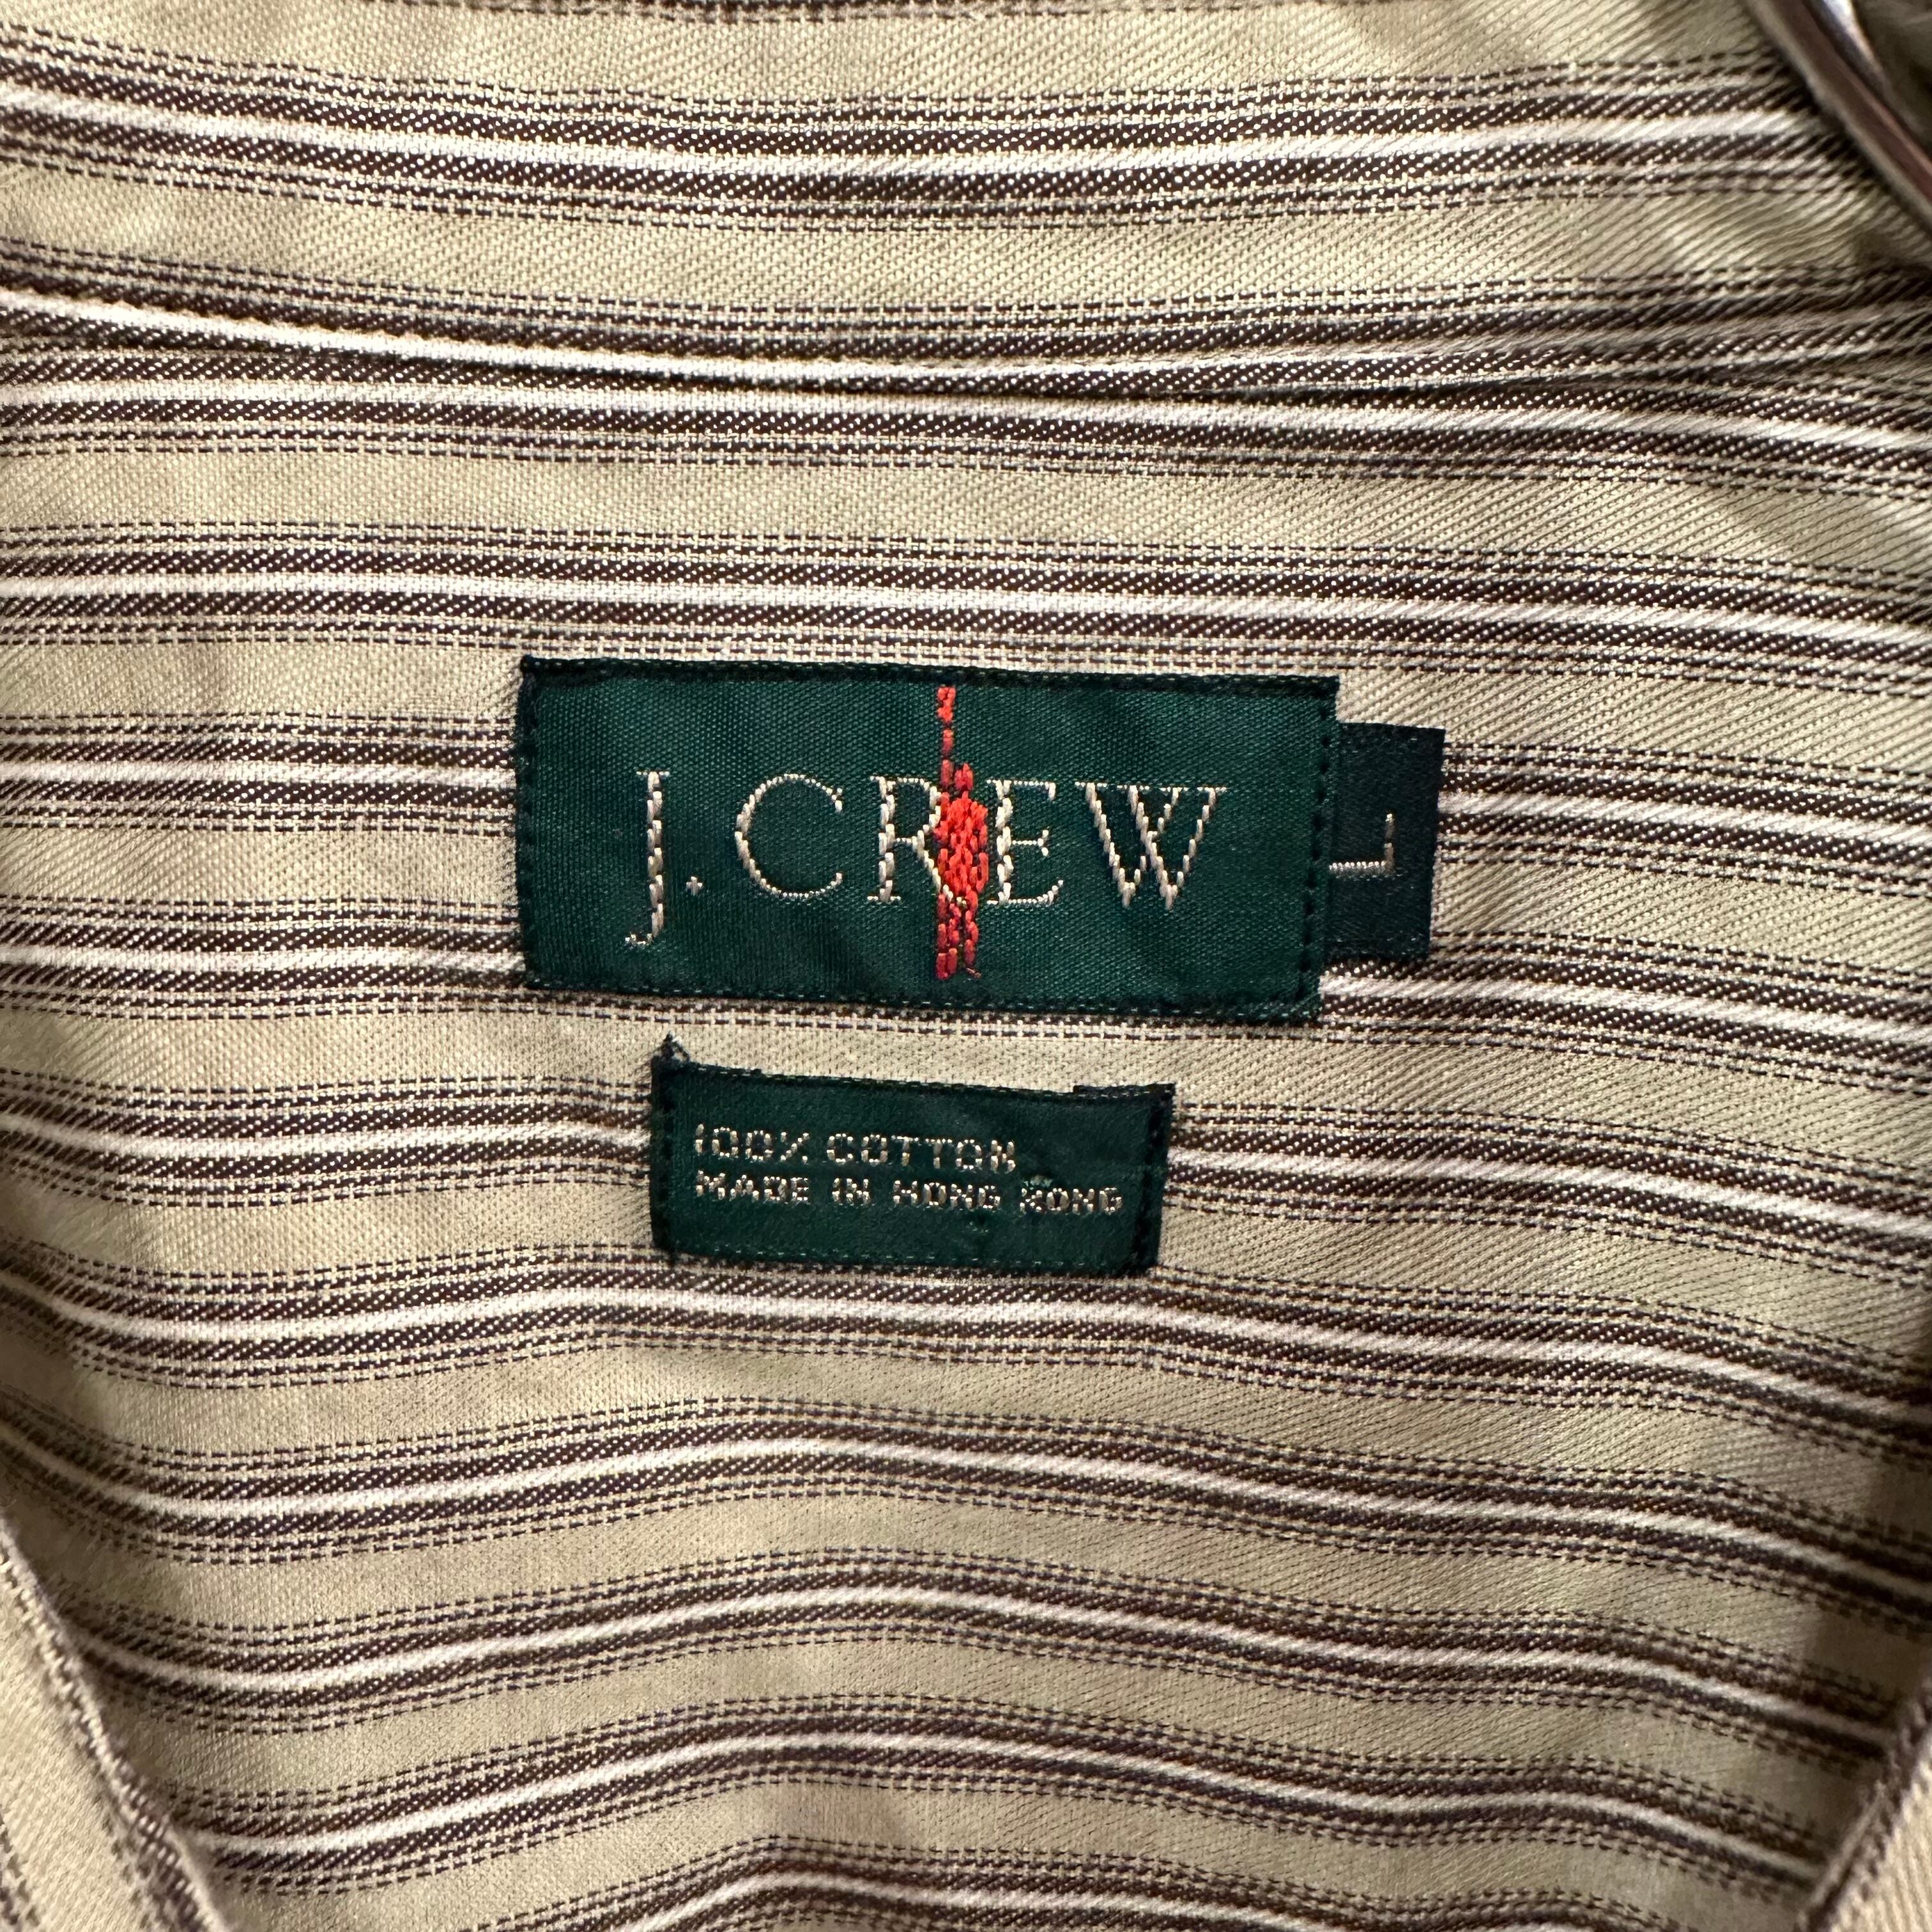 J. CREW
L
100% COTTON
MADE IN HONG KONG